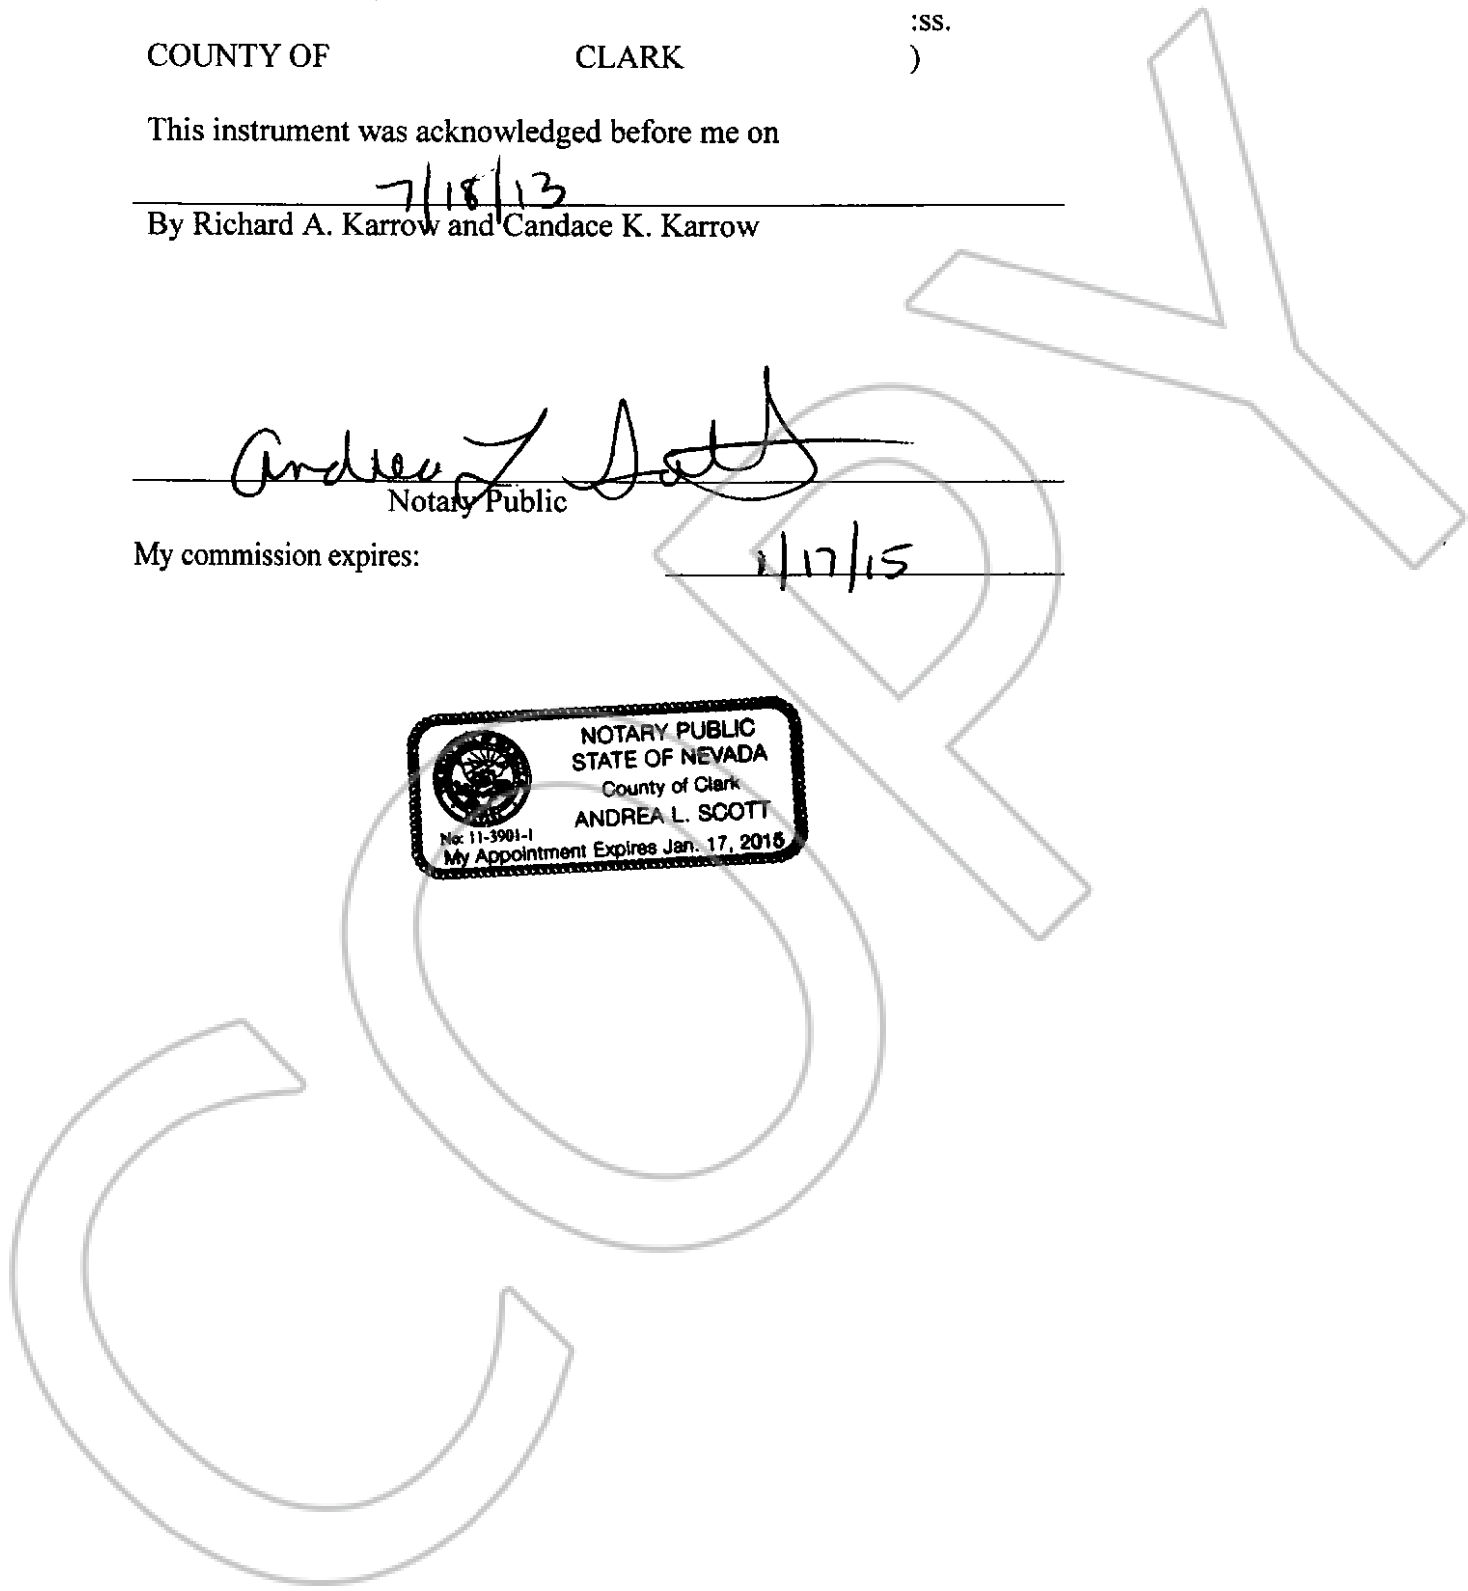 :ss.
COUNTY OF CLARK )
This instrument was acknowledged before me on
7/18/13
By Richard A. Karrow and Candace K. Karrow
Andrea L Scott
Notary Public
My commission expires: 1/17/15
NOTARY PUBLIC
STATE OF NEVADA
County of Clark
ANDREA L. SCOTT
No: 11-3901-1
My Appointment Expires Jan. 17, 2015
COPY